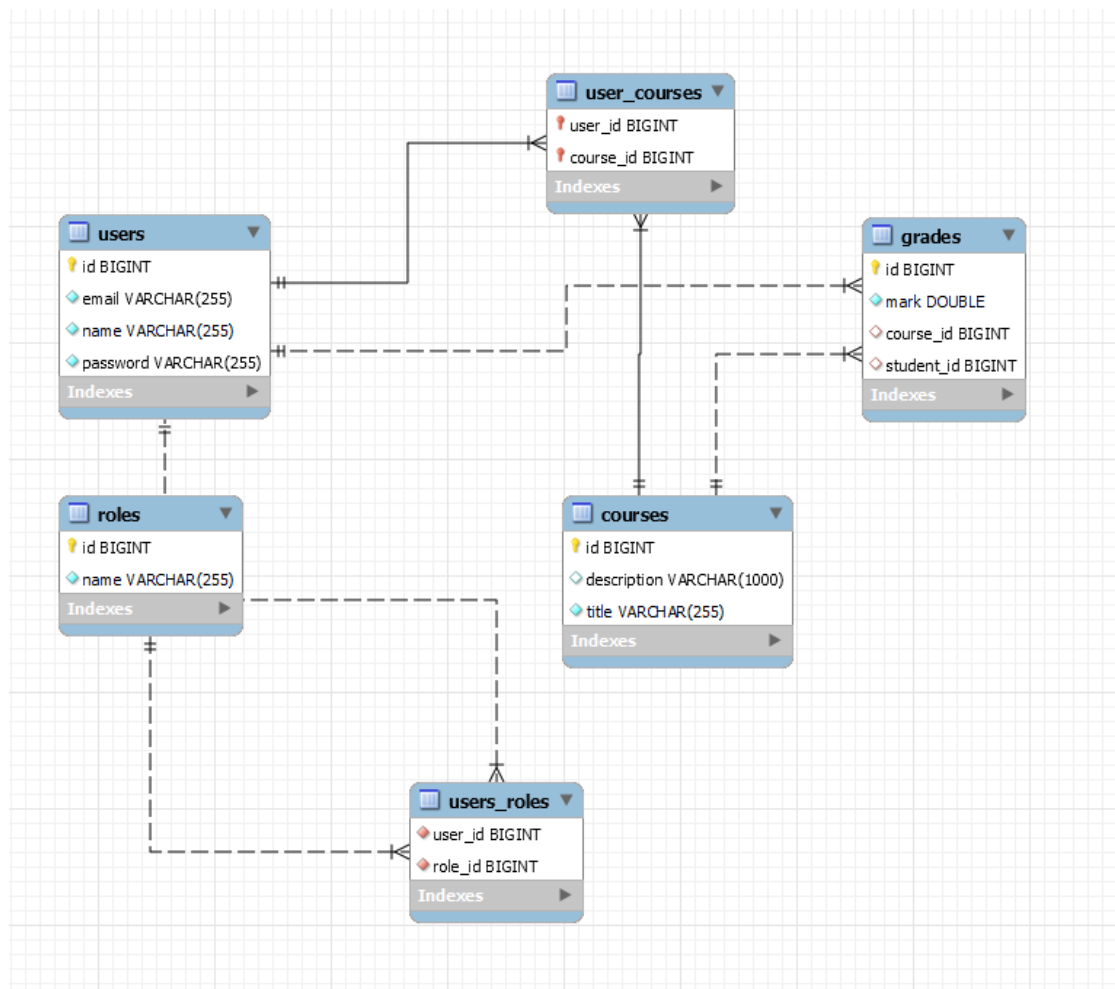 user_courses
user_id BIGINT
course_id BIGINT
Indexes
users
id BIGINT
email VARCHAR(255)
name VARCHAR(255)
password VARCHAR(255)
Indexes
grades
id BIGINT
mark DOUBLE
course_id BIGINT
student_id BIGINT
Indexes
roles
id BIGINT
name VARCHAR(255)
Indexes
courses
id BIGINT
description VARCHAR(1000)
title VARCHAR(255)
Indexes
users_roles
user_id BIGINT
role_id BIGINT
Indexes